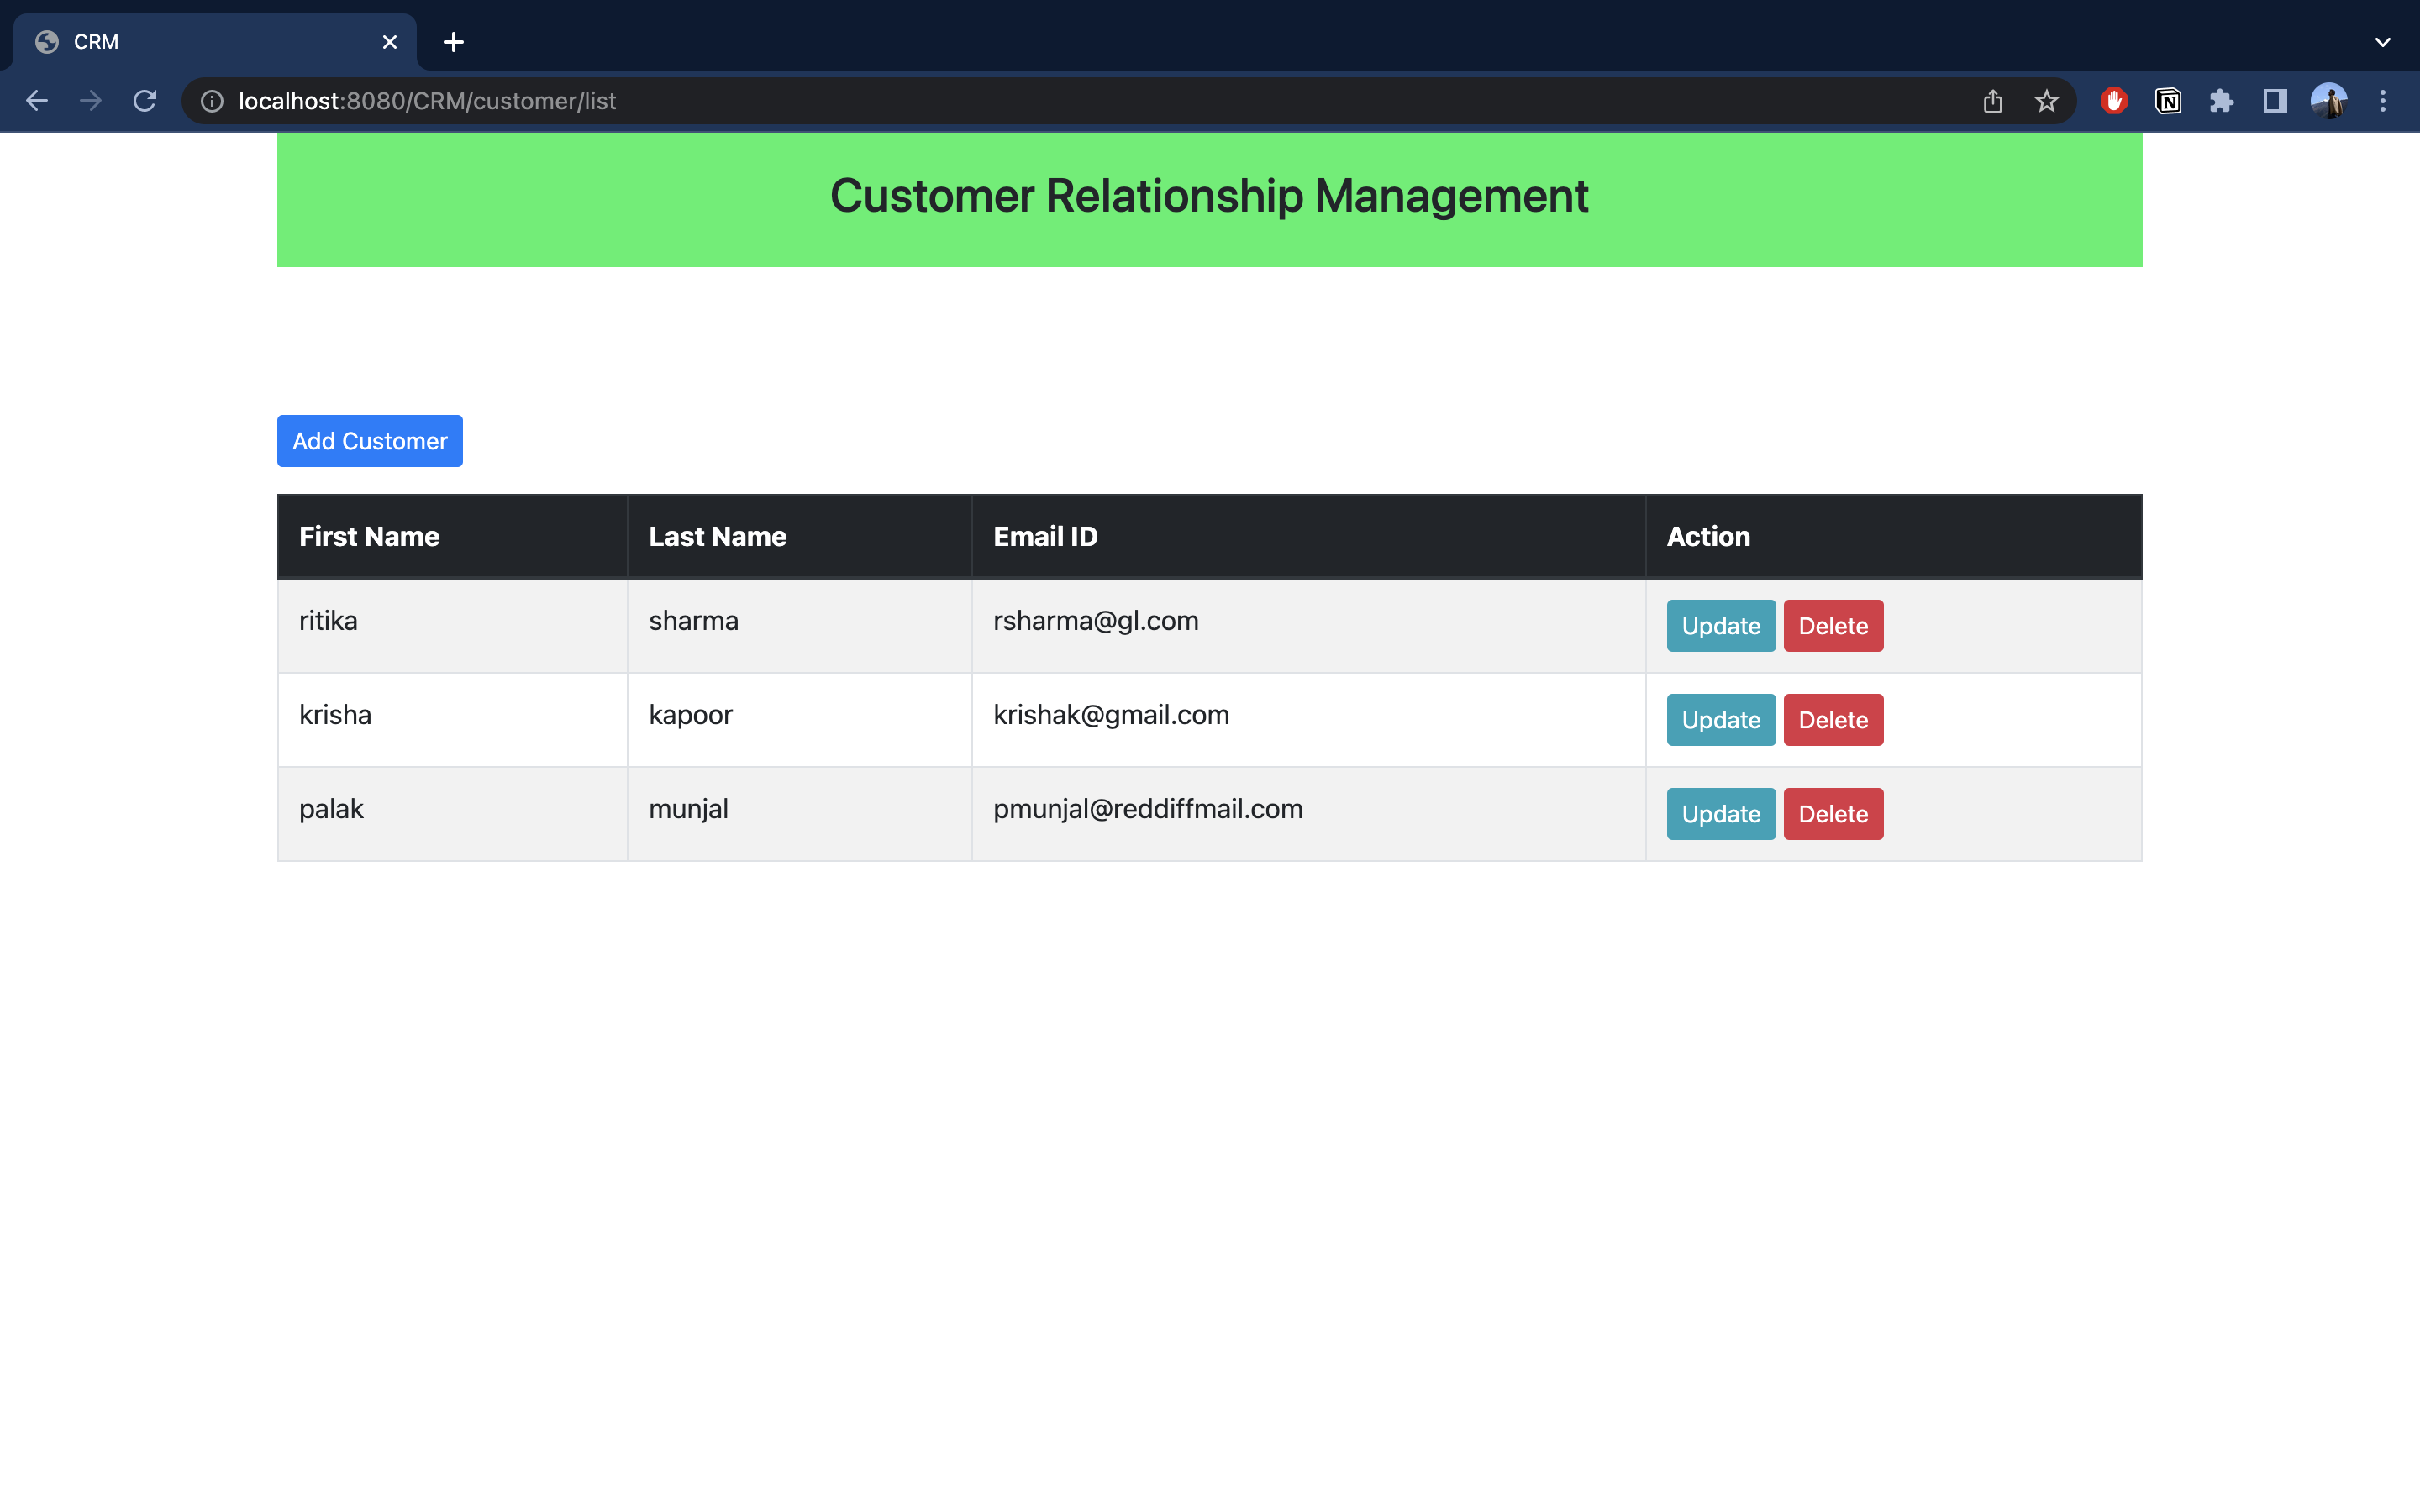 CRM
localhost:8080/CRM/customer/list
Customer Relationship Management
Add Customer
First Name Last Name Email ID Action
ritika sharma rsharma@gl.com Update Delete
krisha kapoor krishak@gmail.com Update Delete
palak munjal pmunjal@reddiffmail.com Update Delete